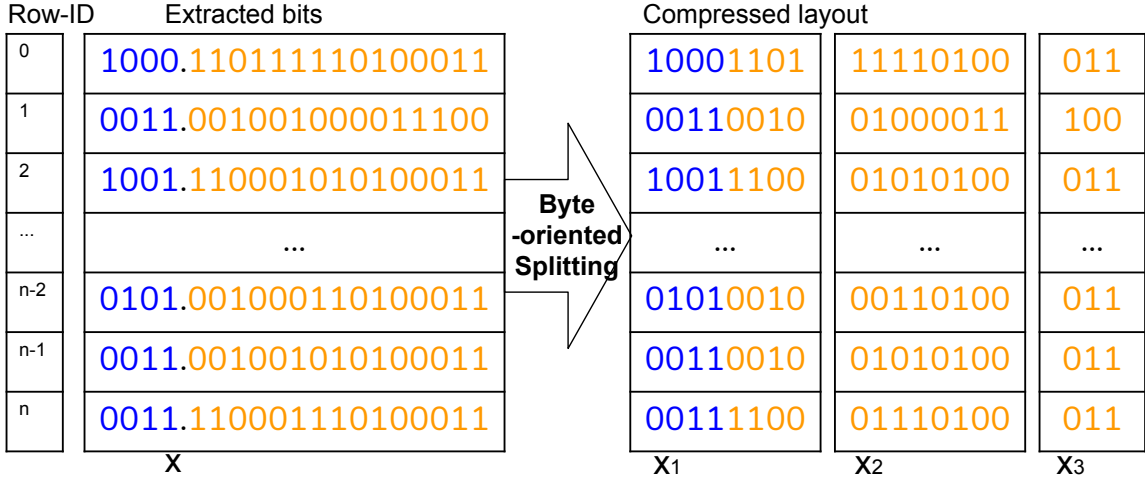 Row-ID Extracted bits Compressed layout
0 1000.110111110100011 10001101 11110100 011
1 0011.001001000011100 00110010 01000011 100
2 1001.110001010100011 10011100 01010100 011
Byte
-oriented
Splitting
... ... ... ... ...
n-2 0101.001000110100011 01010010 00110100 011
n-1 0011.001001010100011 00110010 01010100 011
n 0011.110001110100011 00111100 01110100 011
X X1 X2 X3